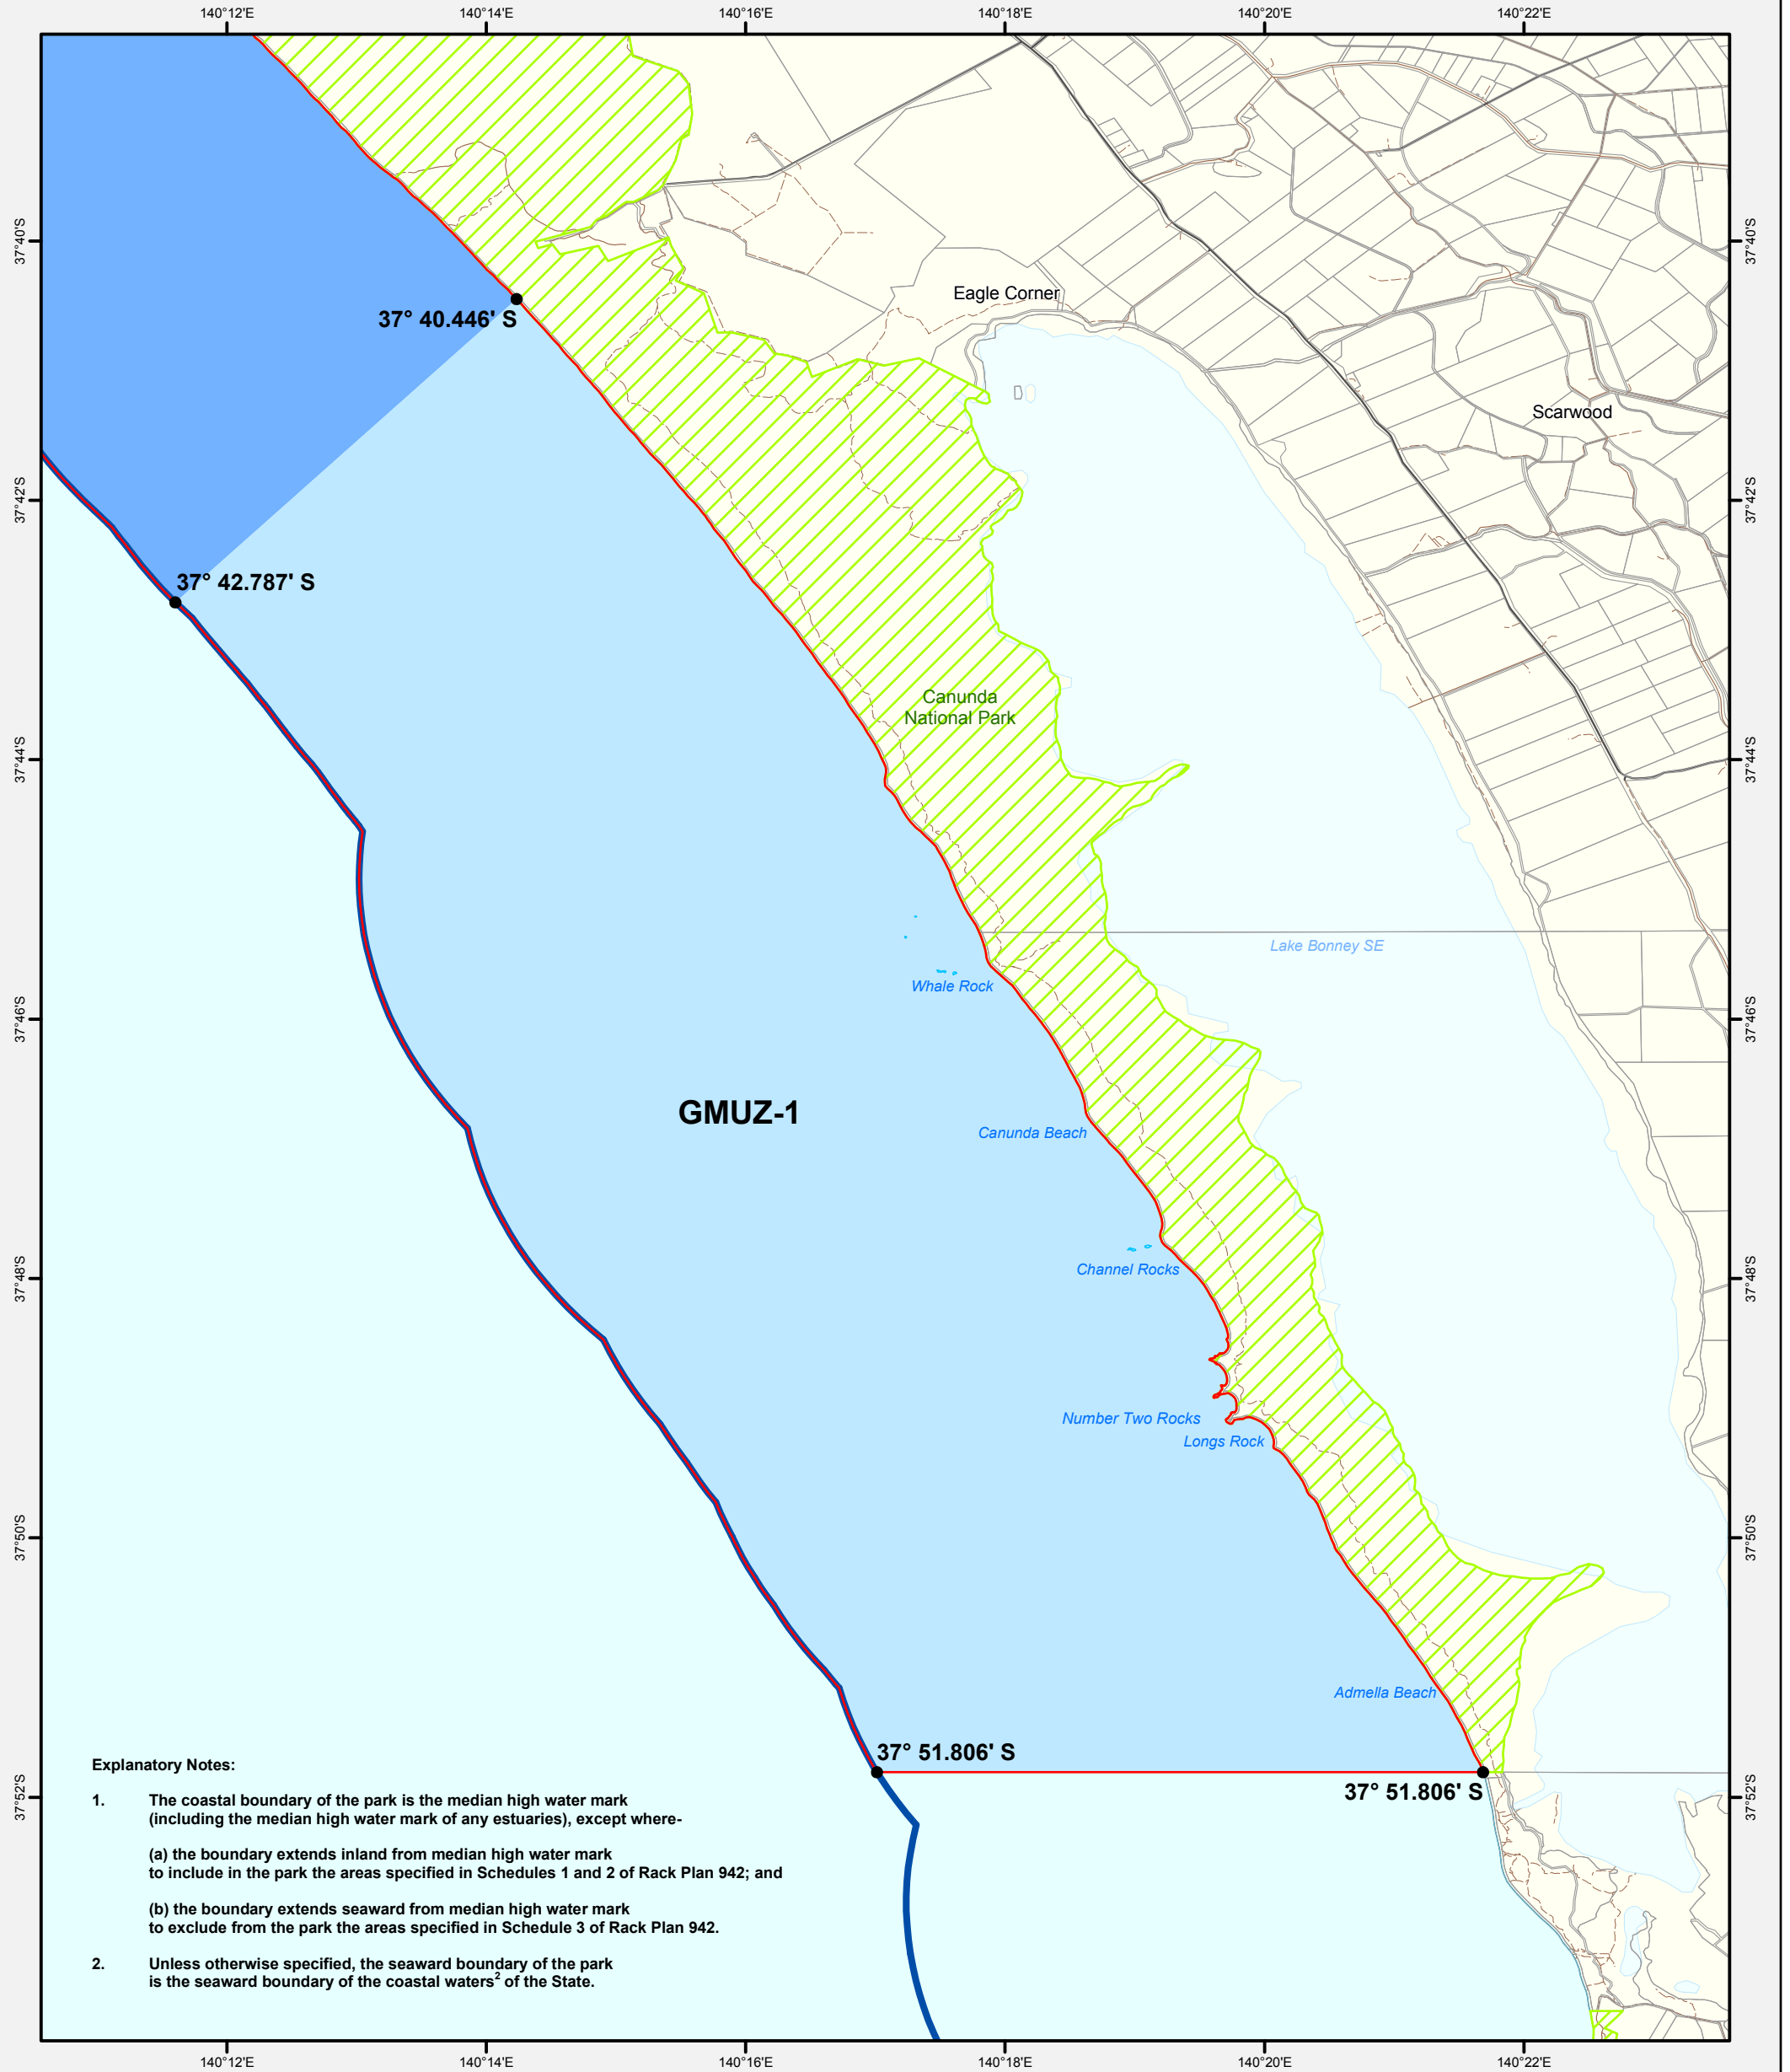 140°12'E 140°14'E 140°16'E 140°18'E 140°20'E 140°22'E
37°40'S 37°40'S
Eagle Corner
37° 40.446' S
Scarwood
37°42'S 37°42'S
37° 42.787' S
Canunda
National Park
37°44'S 37°44'S
Lake Bonney SE
Whale Rock
37°46'S 37°46'S
GMUZ-1
Canunda Beach
Channel Rocks
37°48'S 37°48'S
Number Two Rocks
Longs Rock
37°50'S 37°50'S
Admella Beach
37° 51.806' S
37° 51.806' S
37°52'S 37°52'S
Explanatory Notes:
1. The coastal boundary of the park is the median high water mark
(including the median high water mark of any estuaries), except where-
(a) the boundary extends inland from median high water mark
to include in the park the areas specified in Schedules 1 and 2 of Rack Plan 942; and
(b) the boundary extends seaward from median high water mark
to exclude from the park the areas specified in Schedule 3 of Rack Plan 942.
2. Unless otherwise specified, the seaward boundary of the park
is the seaward boundary of the coastal waters² of the State.
140°12'E 140°14'E 140°16'E 140°18'E 140°20'E 140°22'E